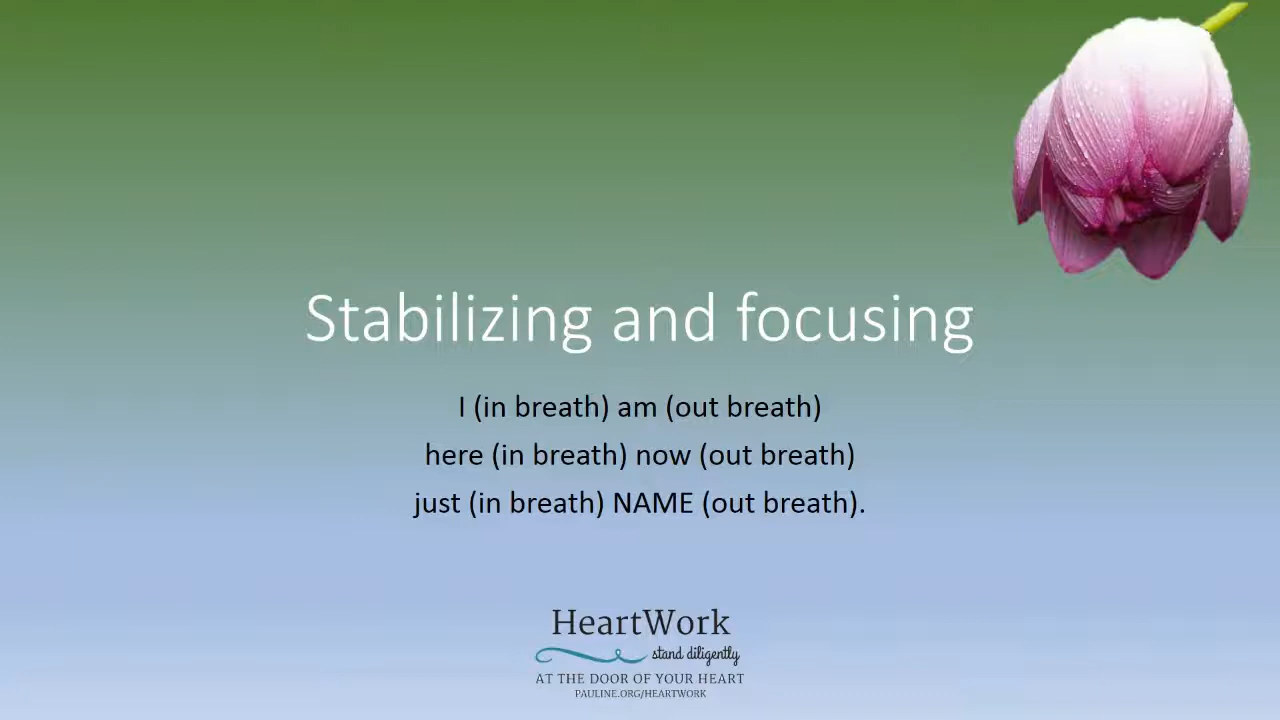 Stabilizing and focusing
I (in breath) am (out breath)
here (in breath) now (out breath)
just (in breath) NAME (out breath).
HeartWork
stand diligently
AT THE DOOR OF YOUR HEART
PAULINE.ORG/HEARTWORK